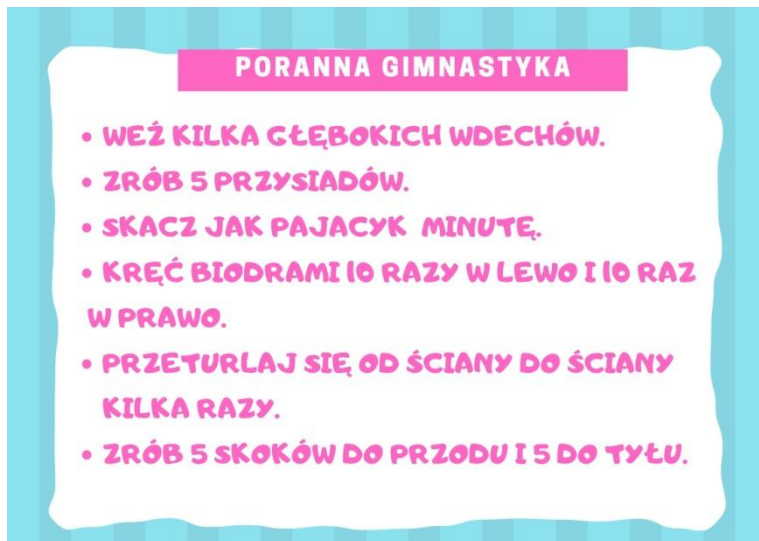 PORANNA GIMNASTYKA
• WEŹ KILKA GŁĘBOKICH WDECHÓW.
• ZRÓB 5 PRZYSIADÓW.
• SKACZ JAK PAJACYK MINUTĘ.
• KRĘĆ BIODRAMI 10 RAZY W LEWO I 10 RAZ
W PRAWO.
• PRZETURLAJ SIĘ OD ŚCIANY DO ŚCIANY
KILKA RAZY.
• ZRÓB 5 SKOKÓW DO PRZODU I 5 DO TYŁU.